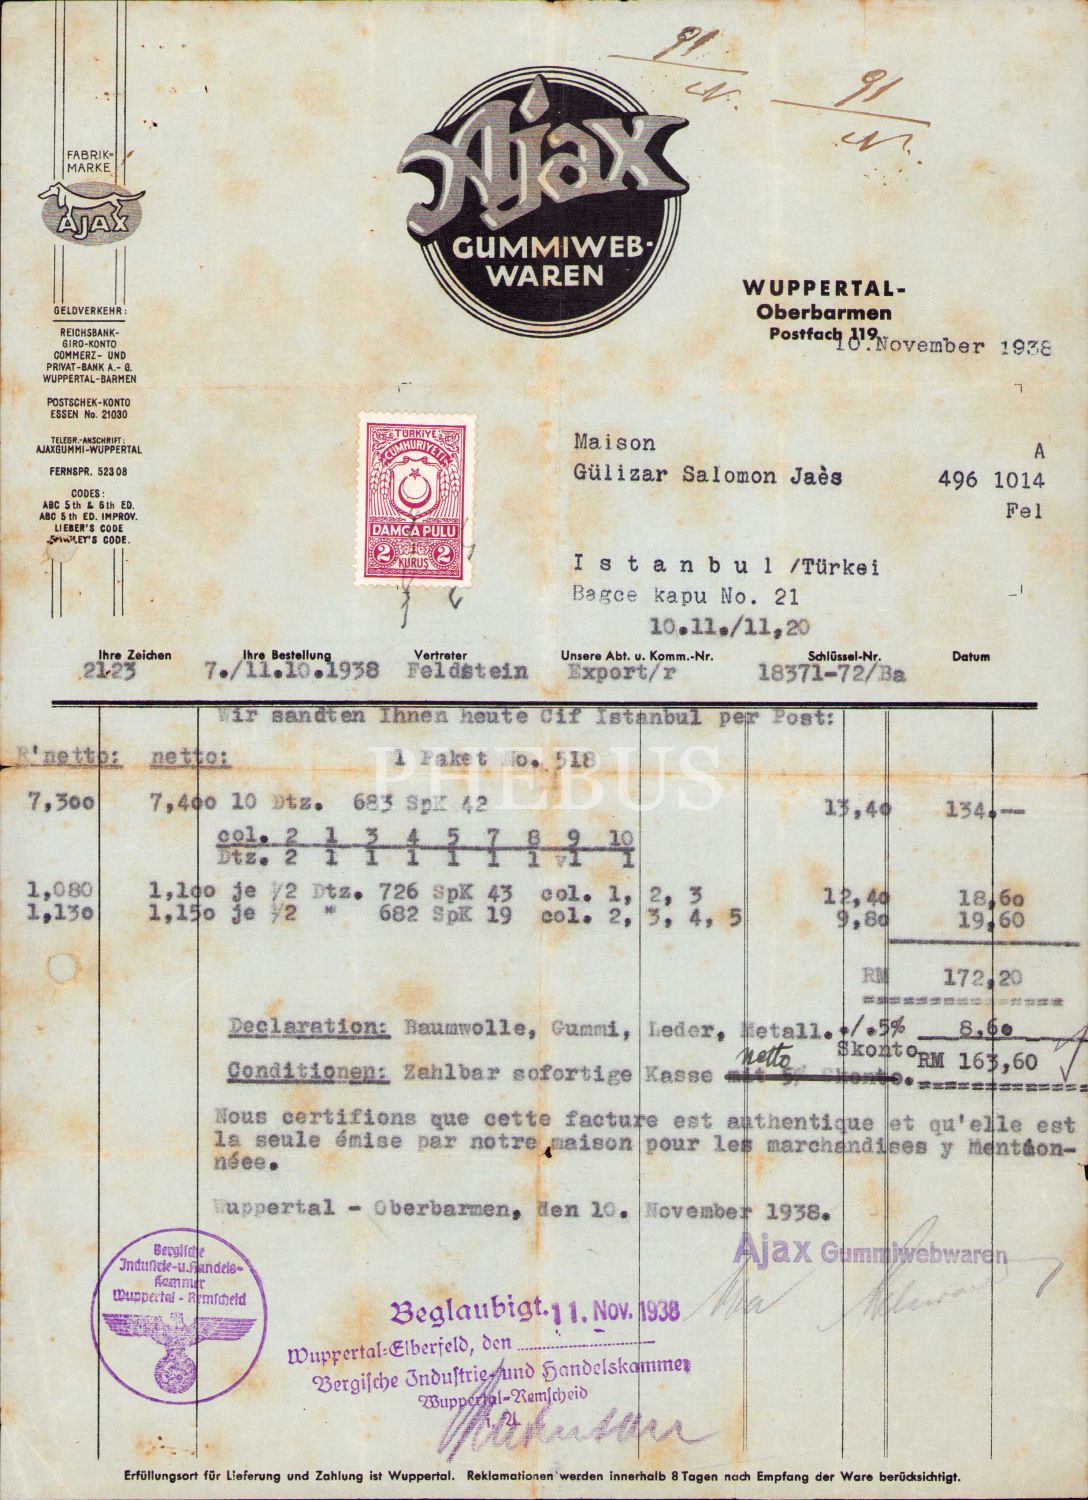 91
N.
91
N.
FABRIK-
MARKE
AJAX
Ajax
GUMMIWEB-
WAREN
WUPPERTAL-
Oberbarmen
Postfach 119
10.November 1938
GELDVERKEHR:
REICHSBANK-
GIRO-KONTO
COMMERZ- UND
PRIVAT-BANK A.-G.
WUPPERTAL-BARMEN
POSTSCHEK-KONTO
ESSEN No. 21030
TELEGR.-ANSCHRIFT:
AJAXGUMMI-WUPPERTAL
FERNSPR. 52308
CODES:
ABC 5th & 6th ED.
ABC 5th ED. IMPROV.
LIEBER'S CODE
CODE.
TÜRKİYE
CUMHURİYETİ
DAMGA PULU
2 KURUŞ 2
Maison A
Gülizar Salomon Jaès 496 1014
Fel
Istanbul/Türkei
Bagce kapu No. 21
10.11./11,20
Ihre Zeichen Ihre Bestellung Vertreter Unsere Abt. u. Komm.-Nr. Schlüssel-Nr. Datum
2123 7./11.10.1938 Feldstein Export/r 18371-72/Ba
Wir sandten Ihnen heute Cif Istanbul per Post:
R'netto: netto: 1 Paket No. 518
PHEBUS
7,300 7,400 10 Dtz. 683 SpK 42 13,40 134.--
col. 2 1 3 4 5 7 8 9 10
Dtz. 2 1 1 1 1 1 1 1 1
1,080 1,100 je 1/2 Dtz. 726 SpK 43 col. 1, 2, 3 12,40 18,60
1,130 1,150 je 1/2 " 682 SpK 19 col. 2, 3, 4, 5 9,80 19,60
RM 172,20
Declaration: Baumwolle, Gummi, Leder, Metall. ./.5% 8,60
Skonto RM 163,60
netto
Conditionen: Zahlbar sofortige Kasse mit 5% Skonto.
Nous certifions que cette facture est authentique et qu'elle est
la seule émise par notre maison pour les marchandises y mention-
néee.
Wuppertal - Oberbarmen, den 10. November 1938.
Ajax Gummiwebwaren
Bergische
Industrie-u.Handels-
Kammer
Wuppertal - Remscheid
Beglaubigt. 11. Nov. 1938
Wuppertal-Elberfeld, den
Bergische Industrie- und Handelskammer
Wuppertal-Remscheid
i. A.
Erfüllungsort für Lieferung und Zahlung ist Wuppertal. Reklamationen werden innerhalb 8 Tagen nach Empfang der Ware berücksichtigt.